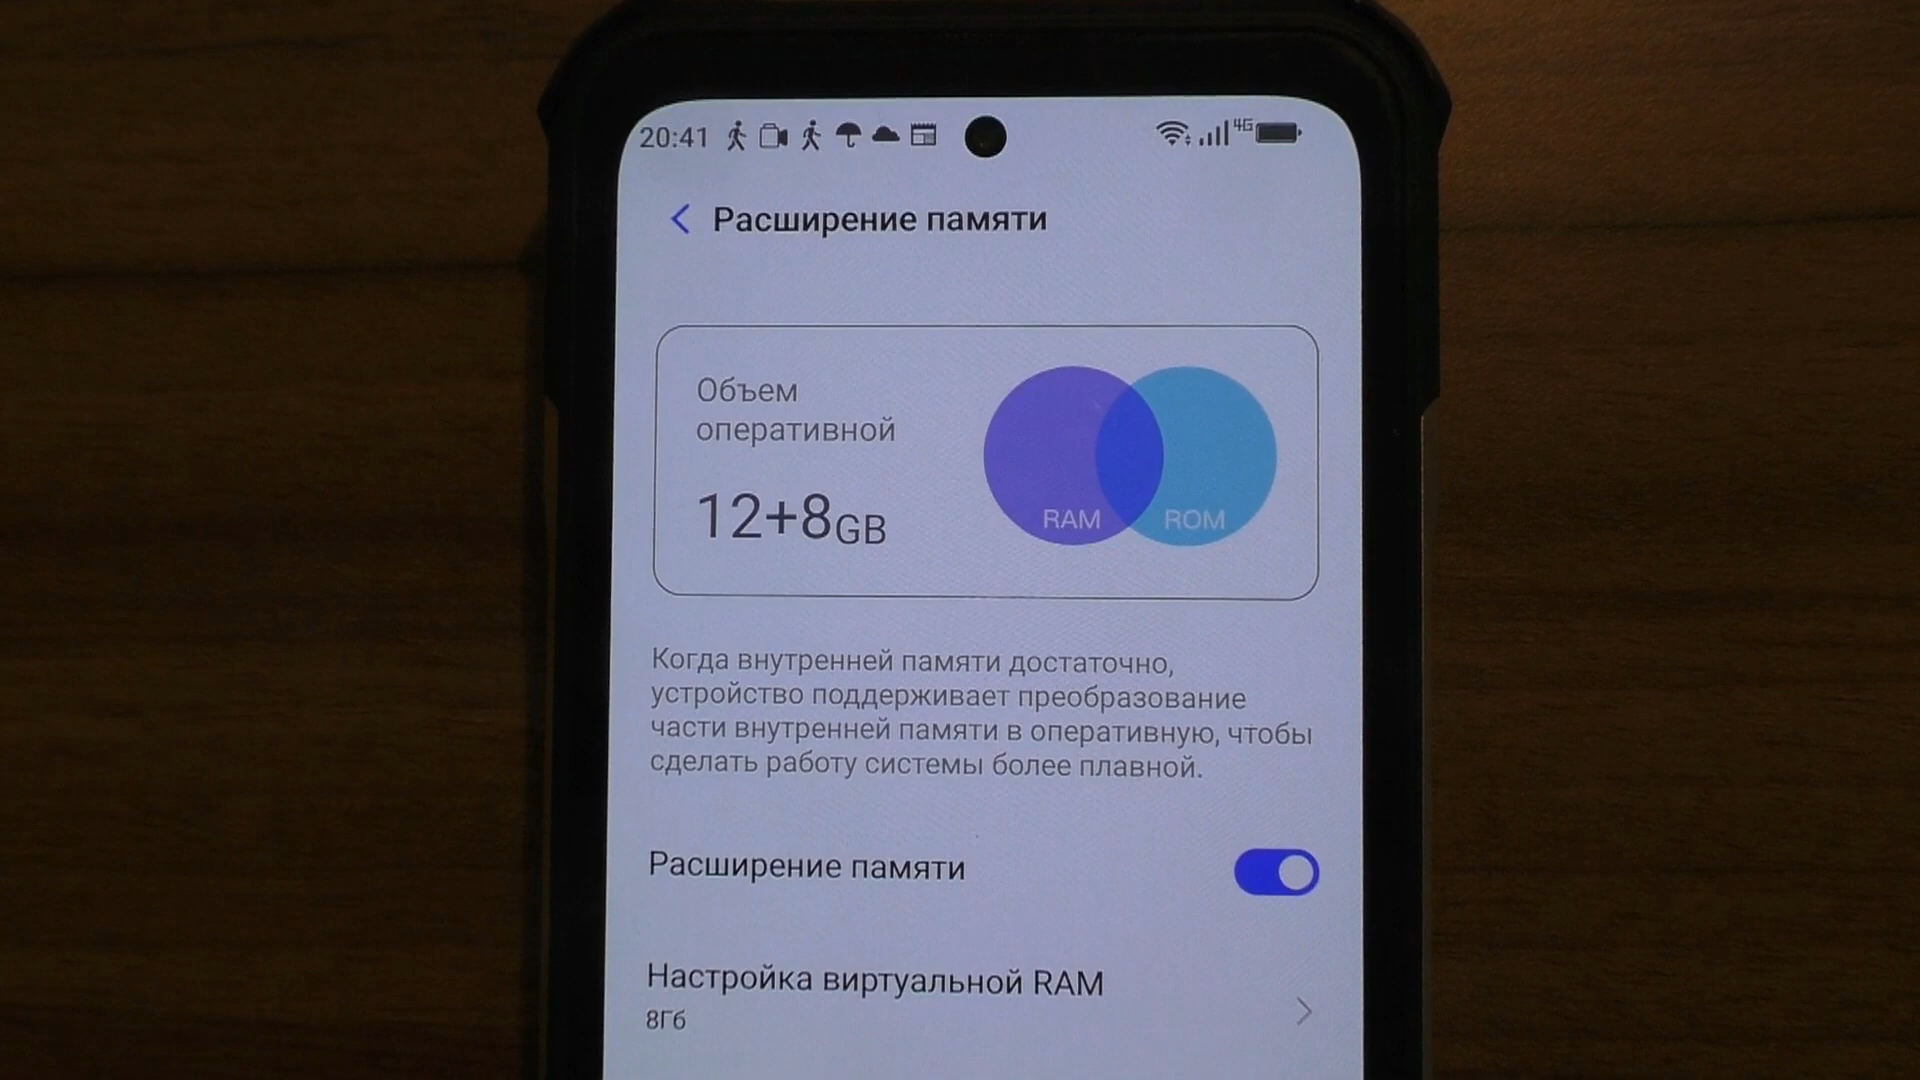 20:41
4G
Расширение памяти
Объем
оперативной
12+8GB
RAM
ROM
Когда внутренней памяти достаточно,
устройство поддерживает преобразование
части внутренней памяти в оперативную, чтобы
сделать работу системы более плавной.
Расширение памяти
Настройка виртуальной RAM
8Гб